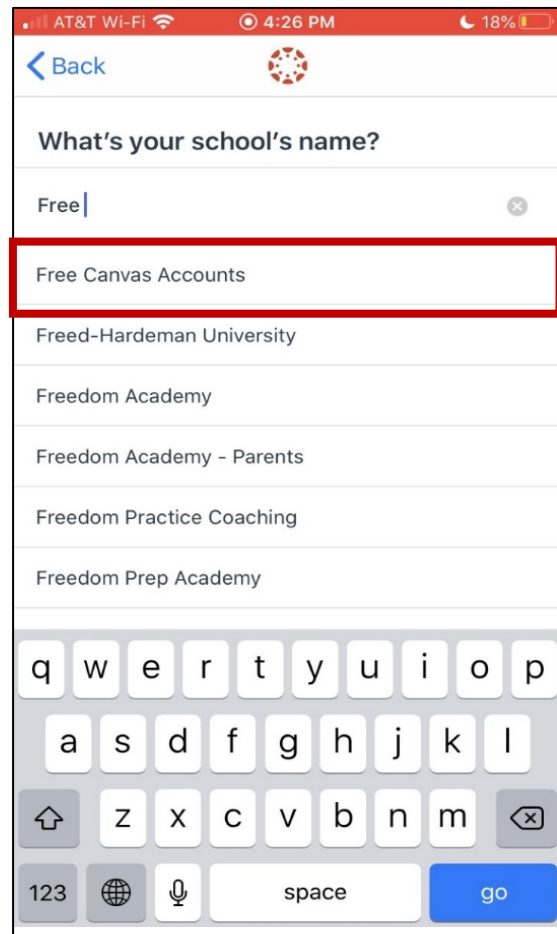 AT&T Wi-Fi 4:26 PM 18%
Back
What's your school's name?
Free
Free Canvas Accounts
Freed-Hardeman University
Freedom Academy
Freedom Academy - Parents
Freedom Practice Coaching
Freedom Prep Academy
q w e r t y u i o p
a s d f g h j k l
z x c v b n m
123 space go